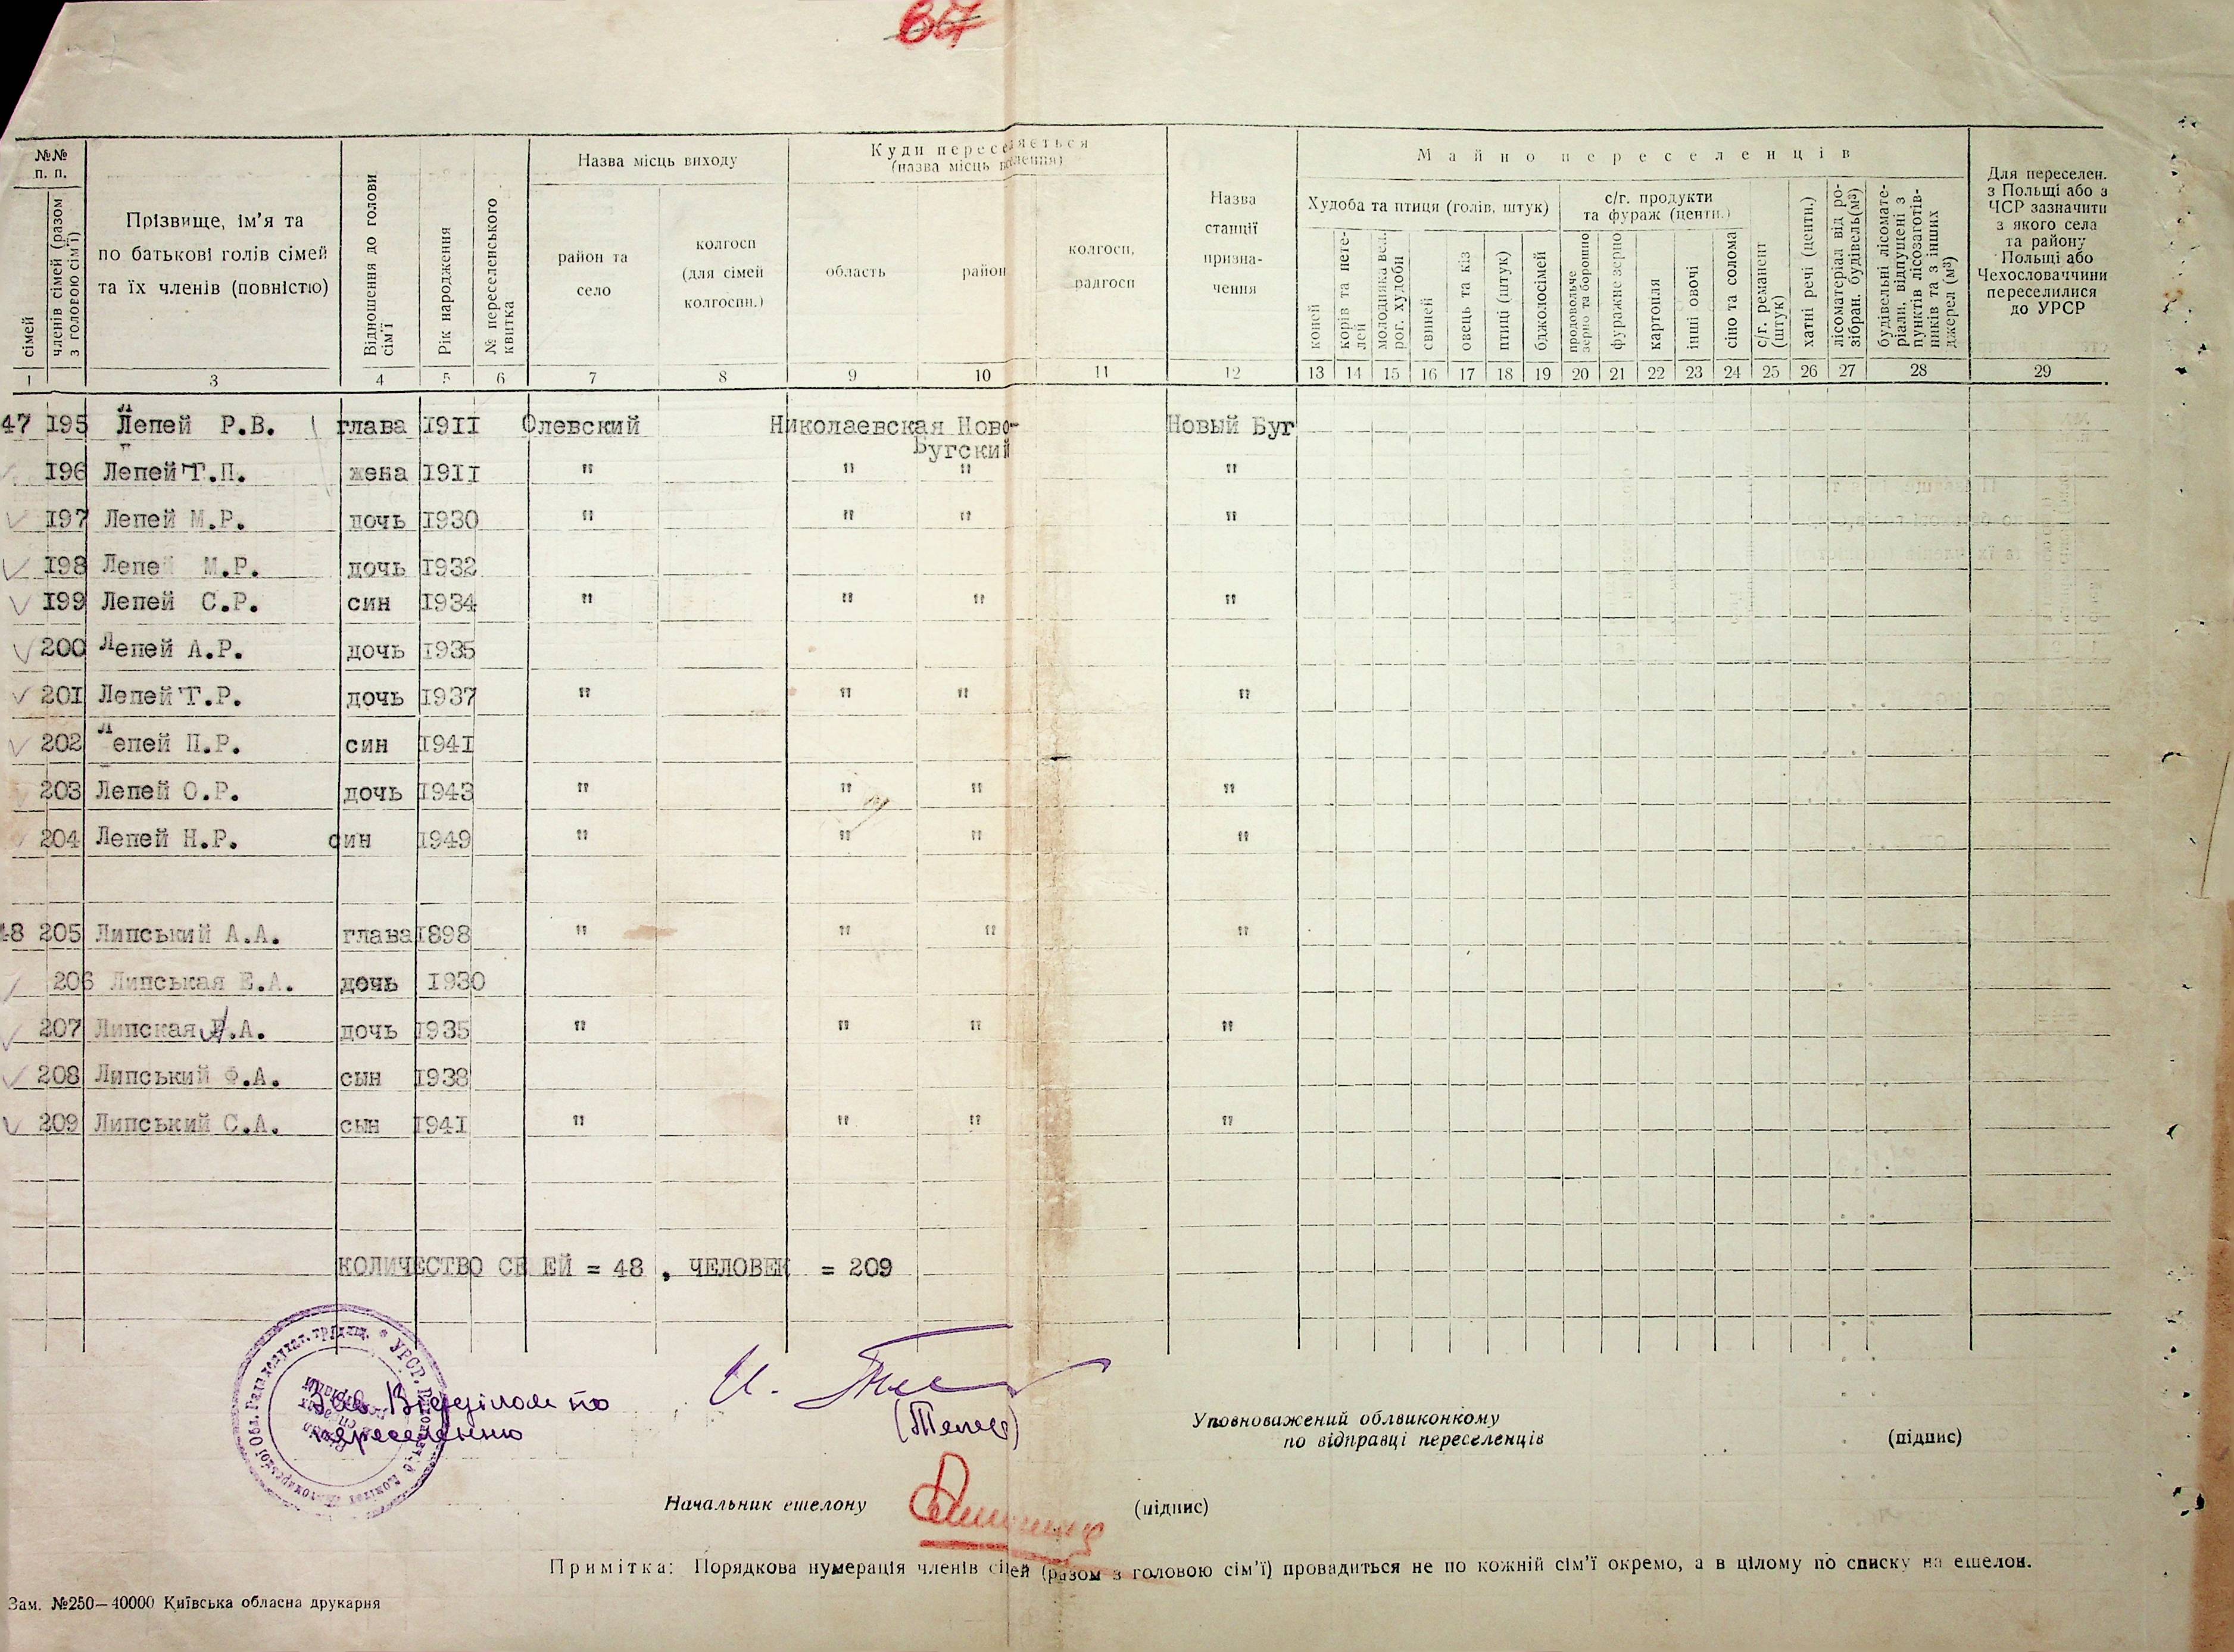 67
№№ п. п.
сімей
членів сімей (разом з головою сім'ї)
Прізвище, ім'я та по батькові голів сімей та їх членів (повністю)
Відношення до голови сім'ї
Рік народження
№ переселенського квитка
Назва місць виходу
район та село
колгосп (для сімей колгоспн.)
Куди переселяється
(назва місць вселення)
область
район
колгосп, радгосп
Назва станції призна-чення
Майно переселенців
Худоба та птиця (голів, штук)
коней
корів та нете-лей
молодняка вел. рог. худоби
свиней
овець та кіз
птиці (штук)
бджолосімей
с/г. продукти та фураж (центн.)
продовольче зерно та борошно
фуражне зерно
картопля
інші овочі
сіно та солома
с/г. реманент (штук)
хатні речі (центн.)
лісоматеріал від ро-зібран. будівель(м³)
будівельні лісомате-ріали, відпущені з пунктів лісозаготів-ників та з інших джерел (м³)
Для переселен. з Польщі або з ЧСР зазначити з якого села та району Польщі або Чехословаччини переселилися до УРСР
1 3 4 5 6 7 8 9 10 11 12 13 14 15 16 17 18 19 20 21 22 23 24 25 26 27 28 29
47 195 Лепей Р.В. глава 1911 Олевский Николаевская Ново- Новый Буг
Бугский
196 Лепей Т.П. жена 1911 " " " "
197 Лепей М.Р. дочь 1930 " " " "
198 Лепе М.Р. дочь 1932
199 Лепей С.Р. син 1934 " " " "
200 Лепей А.Р. дочь 1935
201 Лепей Т.Р. дочь 1937 " " " "
202 Лепей П.Р. син 1941
203 Лепей О.Р. дочь 1943 " " " "
204 Лепей Н.Р. син 1949 " " " "
48 205 Липський А.А. глава 1898 " " " "
206 Липськая Е.А. дочь 1930
207 Липская А.А. дочь 1935 " " " "
208 Липський Ф.А. сын 1938
209 Липський С.А. сын 1941 " " " "
КОЛИЧЕСТВО СЕ ЕЙ = 48 , ЧЕЛОВЕК = 209
Зав. Відділом по
переселенню
Уповноважений облвиконкому
по відправці переселенців
(підпис)
Начальник ешелону
(підпис)
Примітка: Порядкова нумерація членів сімей (разом з головою сім'ї) провадиться не по кожній сім'ї окремо, а в цілому по списку на ешелон.
Зам. №250—40000 Київська обласна друкарня